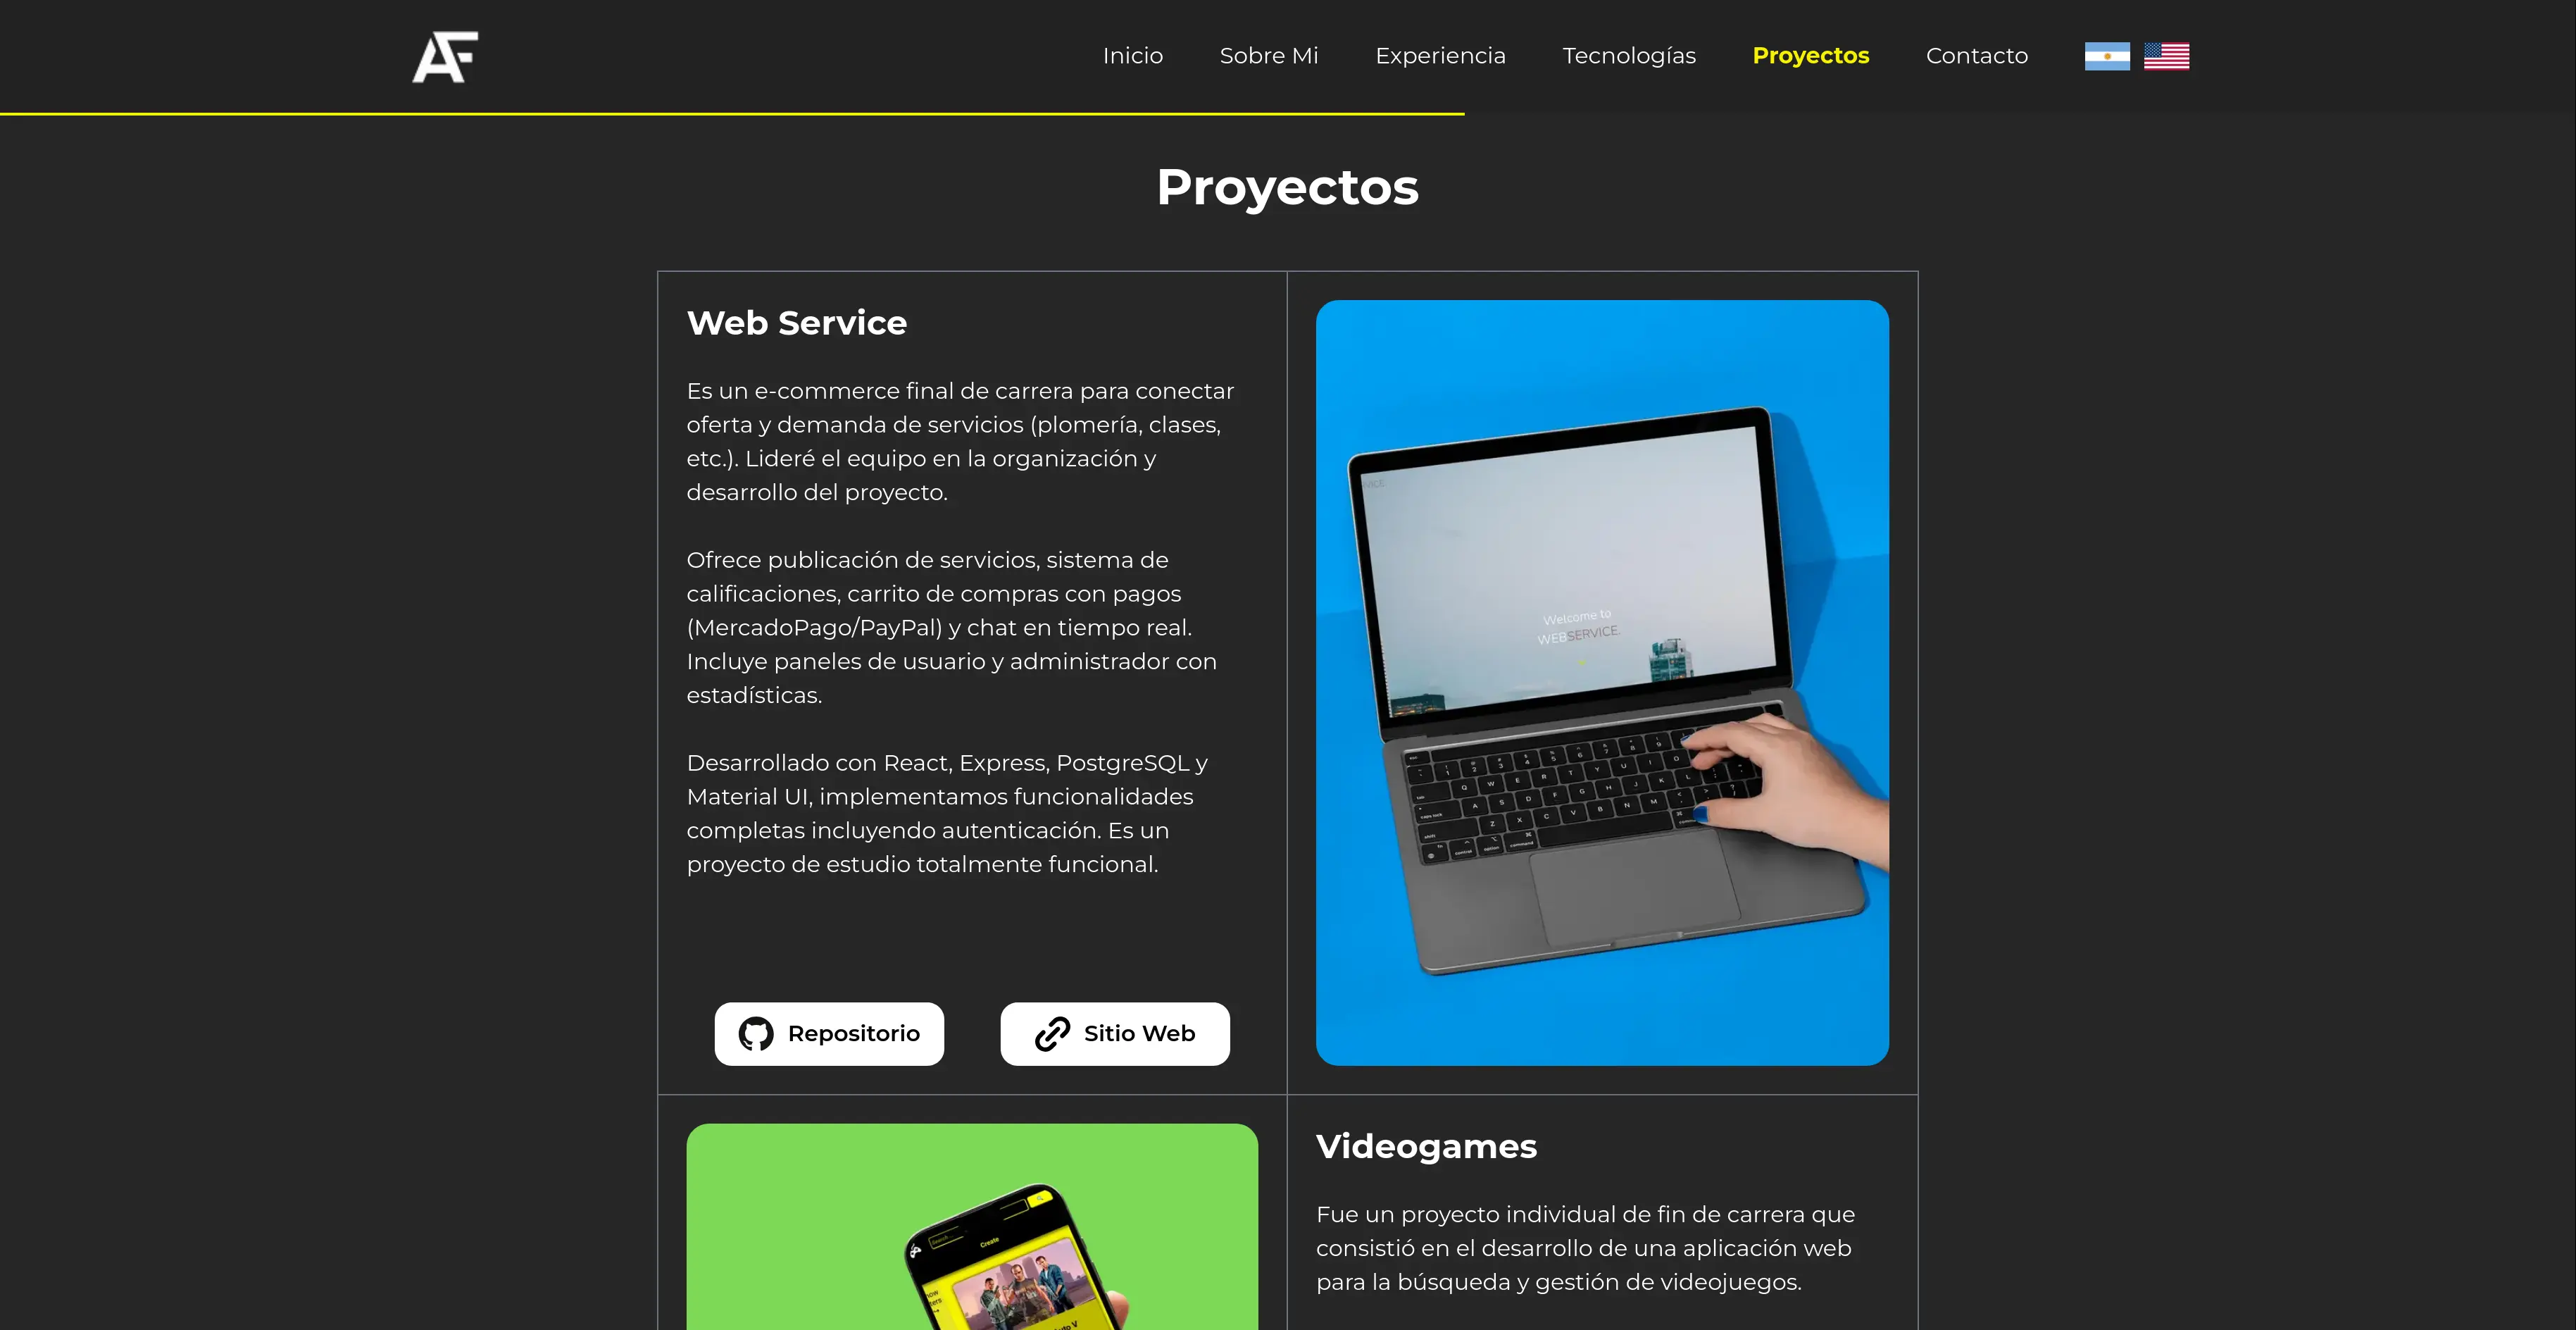 AF
Inicio
Sobre Mi
Experiencia
Tecnologías
Proyectos
Contacto
Proyectos
Web Service
Es un e-commerce final de carrera para conectar
oferta y demanda de servicios (plomería, clases,
etc.). Lideré el equipo en la organización y
desarrollo del proyecto.
Ofrece publicación de servicios, sistema de
calificaciones, carrito de compras con pagos
(MercadoPago/PayPal) y chat en tiempo real.
Incluye paneles de usuario y administrador con
estadísticas.
Desarrollado con React, Express, PostgreSQL y
Material UI, implementamos funcionalidades
completas incluyendo autenticación. Es un
proyecto de estudio totalmente funcional.
Repositorio
Sitio Web
Welcome to
WEBSERVICE.
Create
Videogames
Fue un proyecto individual de fin de carrera que
consistió en el desarrollo de una aplicación web
para la búsqueda y gestión de videojuegos.